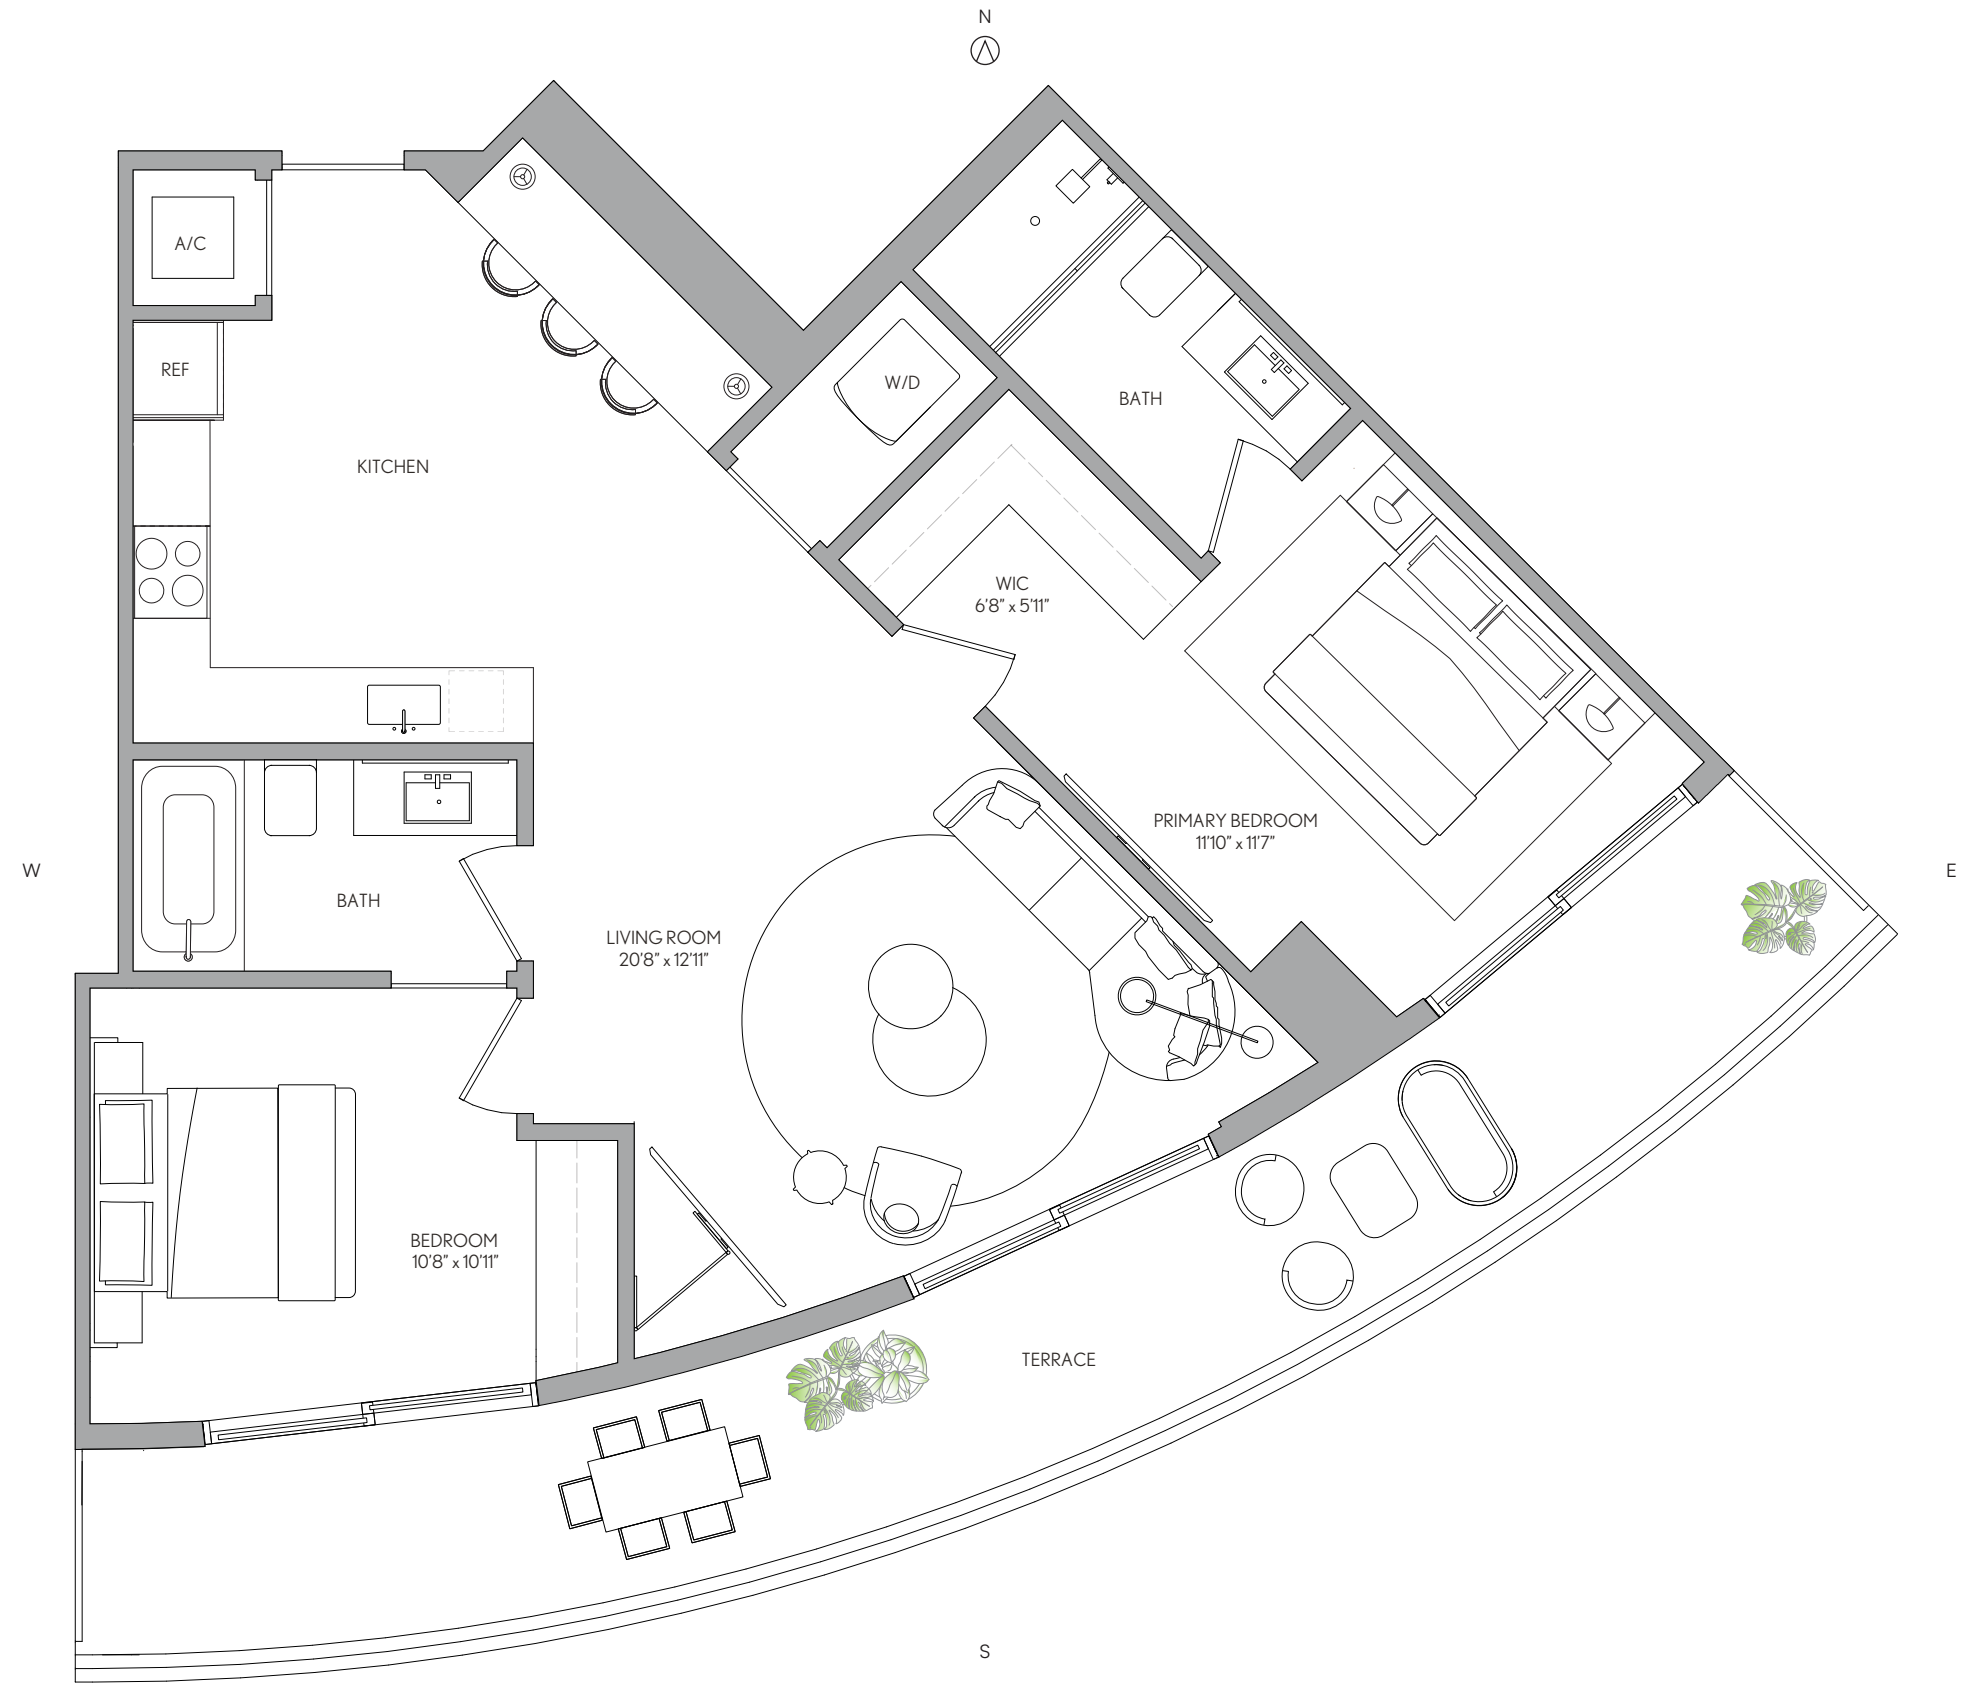 N
A/C
REF
W/D
BATH
KITCHEN
WIC
6'8" x 5'11"
PRIMARY BEDROOM
11'10" x 11'7"
W
E
BATH
LIVING ROOM
20'8" x 12'11"
BEDROOM
10'8" x 10'11"
TERRACE
S